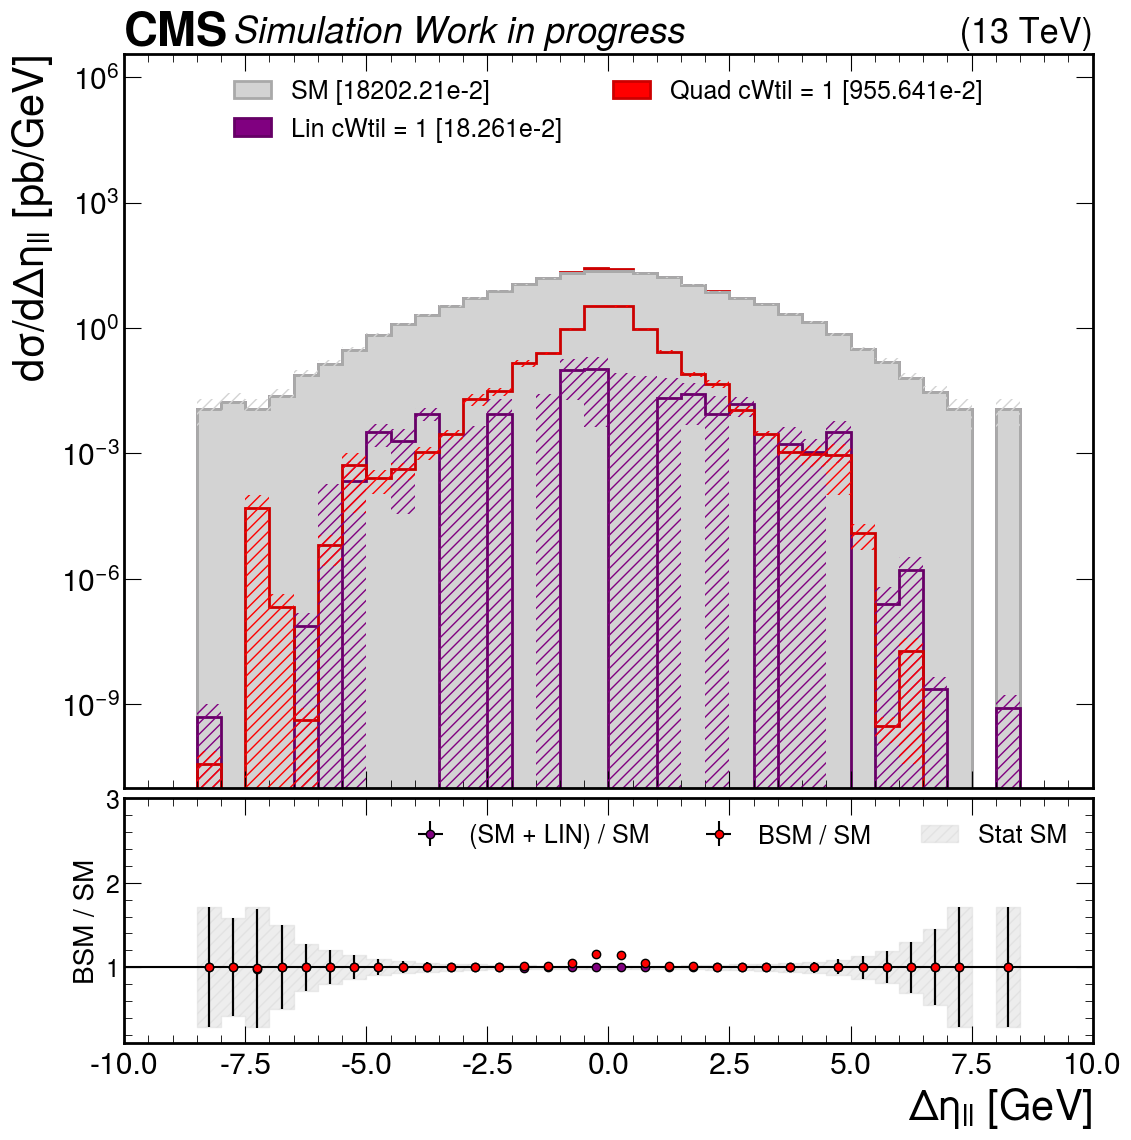 CMS Simulation Work in progress (13 TeV)
dσ/dΔη_ll [pb/GeV]
SM [18202.21e-2]
Quad cWtil = 1 [955.641e-2]
Lin cWtil = 1 [18.261e-2]
10^6
10^3
10^0
10^−3
10^−6
10^−9
BSM / SM
(SM + LIN) / SM
BSM / SM
Stat SM
3
2
1
-10.0 -7.5 -5.0 -2.5 0.0 2.5 5.0 7.5 10.0
Δη_ll [GeV]